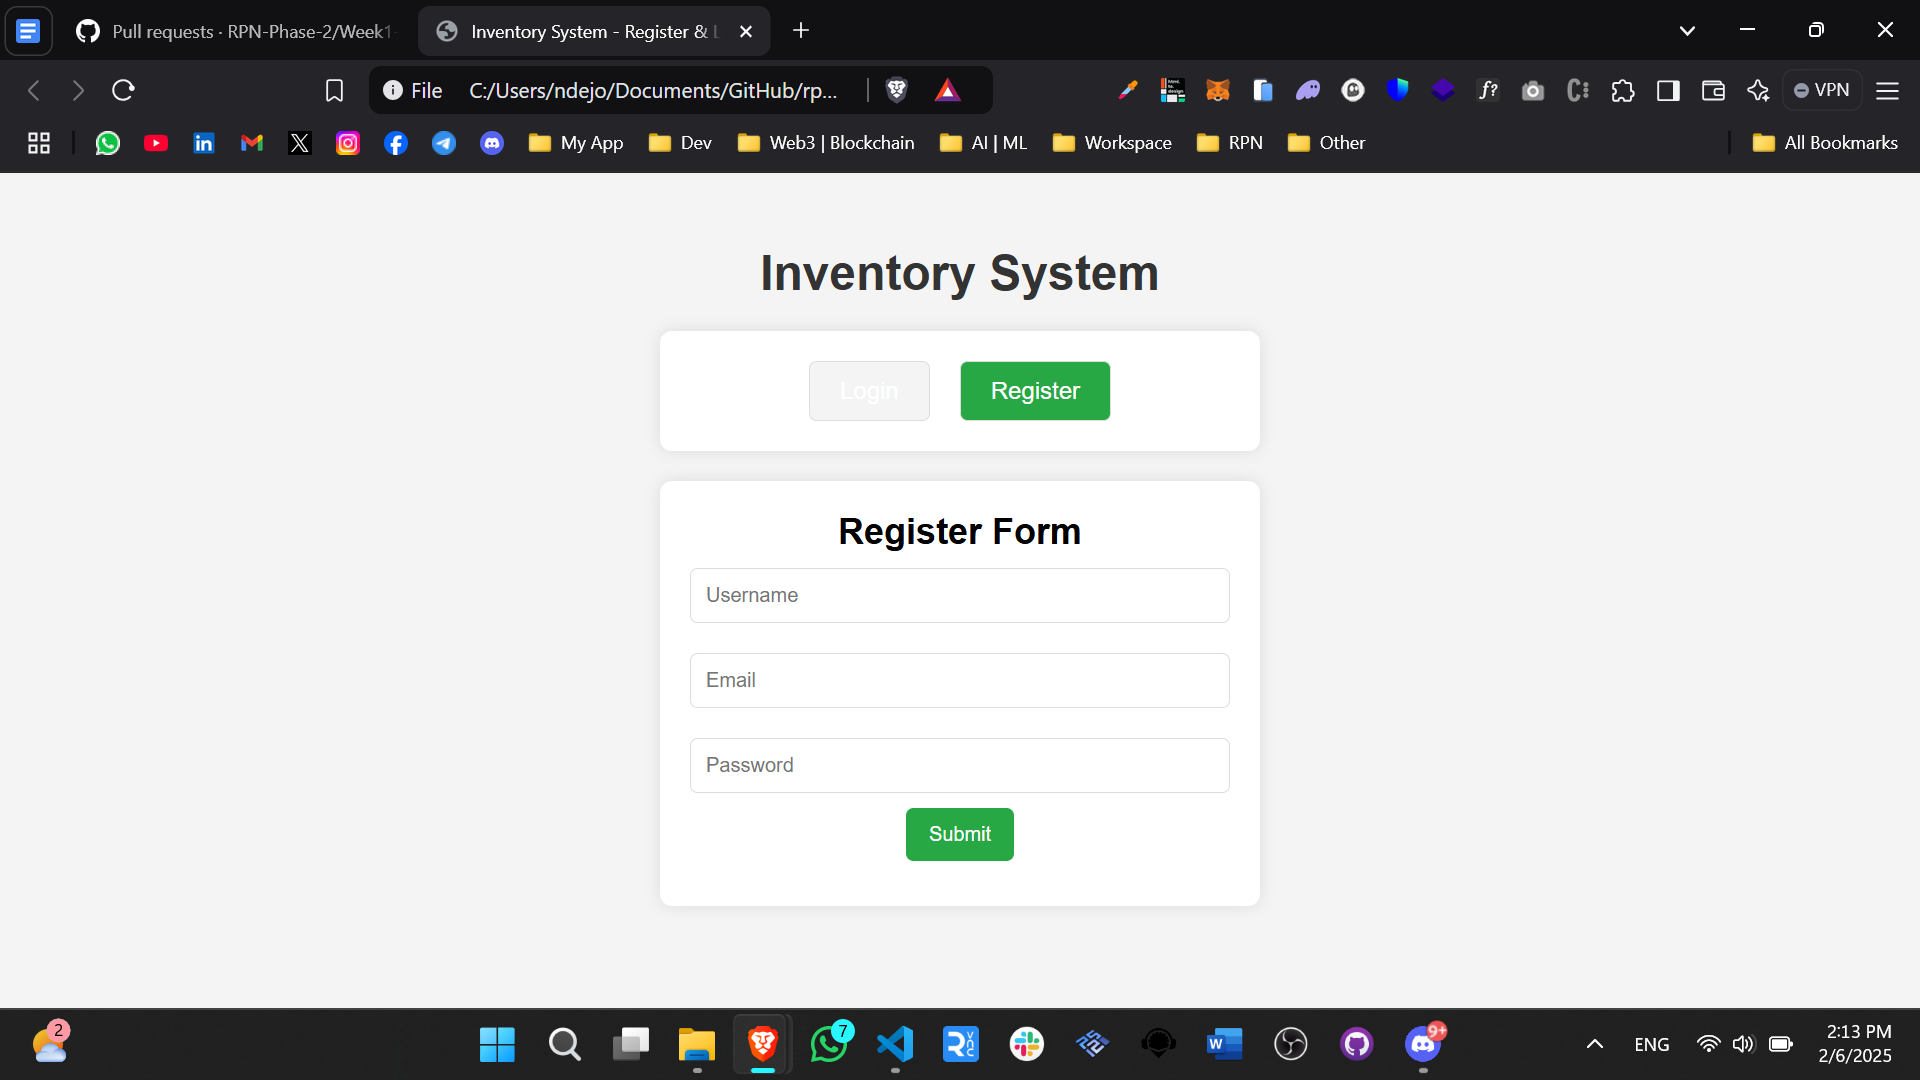 Pull requests · RPN-Phase-2/Week1-
Inventory System - Register & L
File C:/Users/ndejo/Documents/GitHub/rp...
VPN
My App
Dev
Web3 | Blockchain
AI | ML
Workspace
RPN
Other
All Bookmarks
Inventory System
Login
Register
Register Form
Username
Email
Password
Submit
2
7
9+
ENG
2:13 PM
2/6/2025